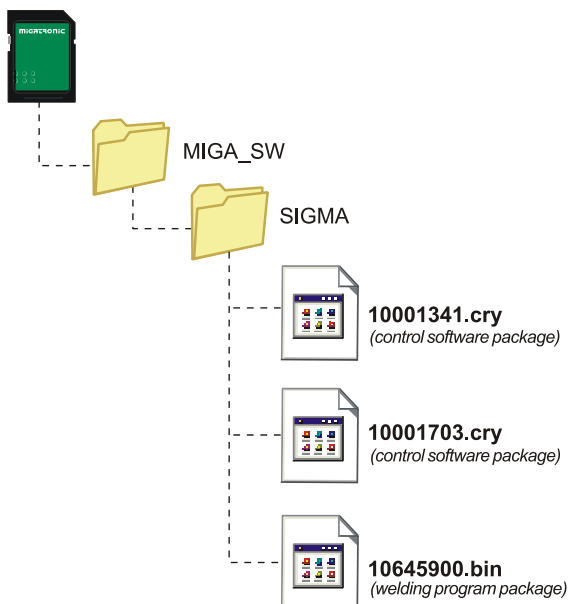 MIGATRONIC
MIGA_SW
SIGMA
10001341.cry
(control software package)
10001703.cry
(control software package)
10645900.bin
(welding program package)